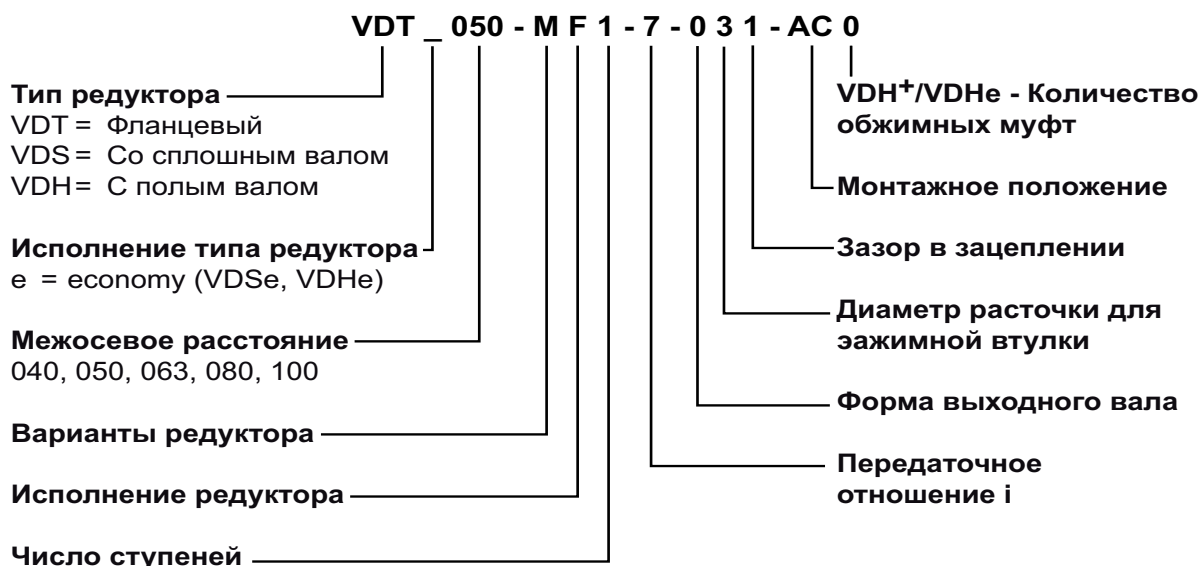 VDT _ 050 - M F 1 - 7 - 0 3 1 - AC 0
Тип редуктора
VDT = Фланцевый
VDS = Со сплошным валом
VDH = С полым валом
Исполнение типа редуктора
e = economy (VDSe, VDHe)
Межосевое расстояние
040, 050, 063, 080, 100
Варианты редуктора
Исполнение редуктора
Число ступеней
VDH+/VDHe - Количество
обжимных муфт
Монтажное положение
Зазор в зацеплении
Диаметр расточки для
эажимной втулки
Форма выходного вала
Передаточное
отношение i